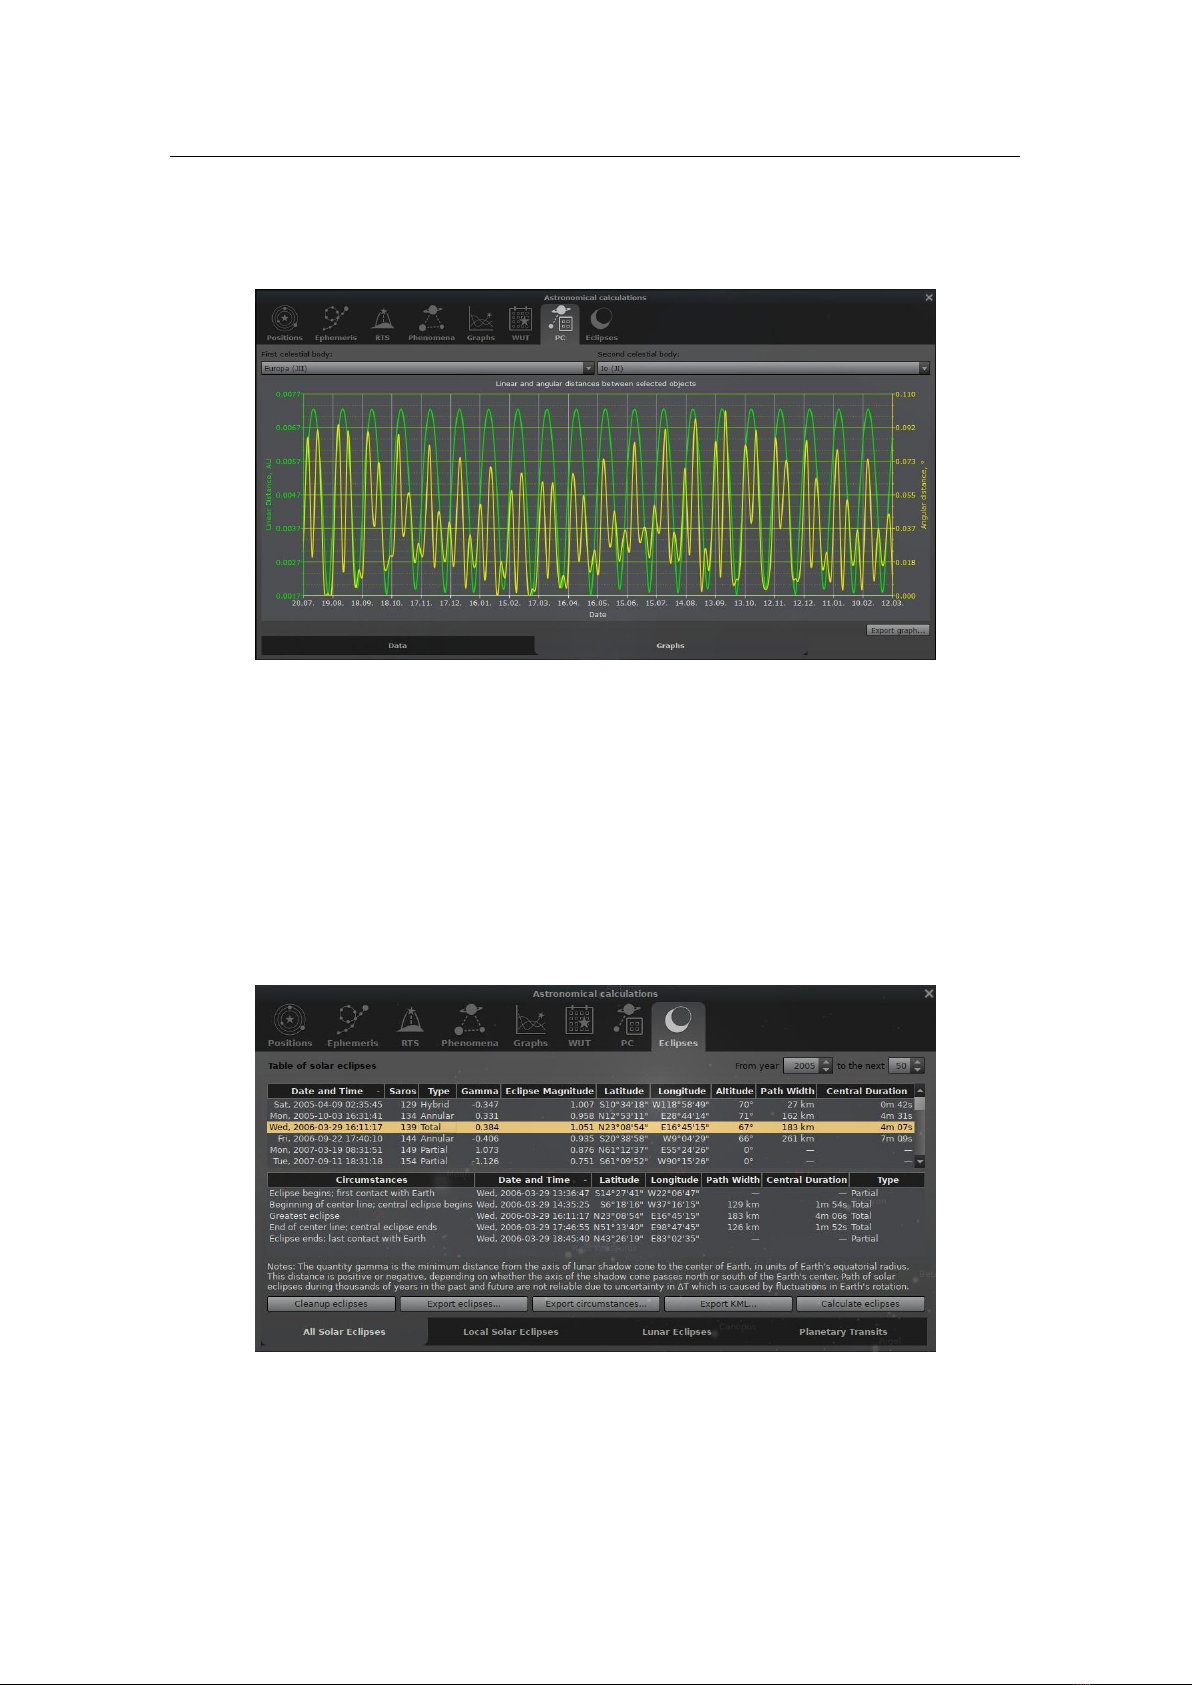 Astronomical calculations
Positions Ephemeris RTS Phenomena Graphs WUT PC Eclipses
First celestial body: Second celestial body:
Europa (JII) Io (JI)
Linear and angular distances between selected objects
0.0077 0.110
0.0067 0.092
0.0057 0.073
0.0047 0.055
0.0037 0.037
0.0027 0.018
0.0017 0.000
Linear Distance, AU
Angular distance, °
20.07. 19.08. 18.09. 18.10. 17.11. 17.12. 16.01. 15.02. 17.03. 16.04. 16.05. 15.06. 15.07. 14.08. 13.09. 13.10. 12.11. 12.12. 11.01. 10.02. 12.03.
Date
Export graph...
Data Graphs
Astronomical calculations
Positions Ephemeris RTS Phenomena Graphs WUT PC Eclipses
Table of solar eclipses From year 2005 to the next 50
Date and Time Saros Type Gamma Eclipse Magnitude Latitude Longitude Altitude Path Width Central Duration
Sat, 2005-04-09 02:35:45 129 Hybrid -0.347 1.007 S10°34'18" W118°58'49" 70° 27 km 0m 42s
Mon, 2005-10-03 16:31:41 134 Annular 0.331 0.958 N12°53'11" E28°44'14" 71° 162 km 4m 31s
Wed, 2006-03-29 16:11:17 139 Total 0.384 1.051 N23°08'54" E16°45'15" 67° 183 km 4m 07s
Fri, 2006-09-22 17:40:10 144 Annular -0.406 0.935 S20°38'58" W9°04'29" 66° 261 km 7m 09s
Mon, 2007-03-19 08:31:51 149 Partial 1.073 0.876 N61°12'37" E55°24'26" 0° — —
Tue, 2007-09-11 18:31:18 154 Partial -1.126 0.751 S61°09'52" W90°15'26" 0° — —
Circumstances Date and Time Latitude Longitude Path Width Central Duration Type
Eclipse begins; first contact with Earth Wed, 2006-03-29 13:36:47 S14°27'41" W22°06'47" — — Partial
Beginning of center line; central eclipse begins Wed, 2006-03-29 14:35:25 S6°18'16" W37°16'15" 129 km 1m 54s Total
Greatest eclipse Wed, 2006-03-29 16:11:17 N23°08'54" E16°45'15" 183 km 4m 06s Total
End of center line; central eclipse ends Wed, 2006-03-29 17:46:55 N51°33'40" E98°47'45" 126 km 1m 52s Total
Eclipse ends; last contact with Earth Wed, 2006-03-29 18:45:40 N43°26'19" E83°02'35" — — Partial
Notes: The quantity gamma is the minimum distance from the axis of lunar shadow cone to the center of Earth, in units of Earth's equatorial radius.
This distance is positive or negative, depending on whether the axis of the shadow cone passes north or south of the Earth's center. Path of solar
eclipses during thousands of years in the past and future are not reliable due to uncertainty in ΔT which is caused by fluctuations in Earth's rotation.
Cleanup eclipses Export eclipses... Export circumstances... Export KML... Calculate eclipses
All Solar Eclipses Local Solar Eclipses Lunar Eclipses Planetary Transits